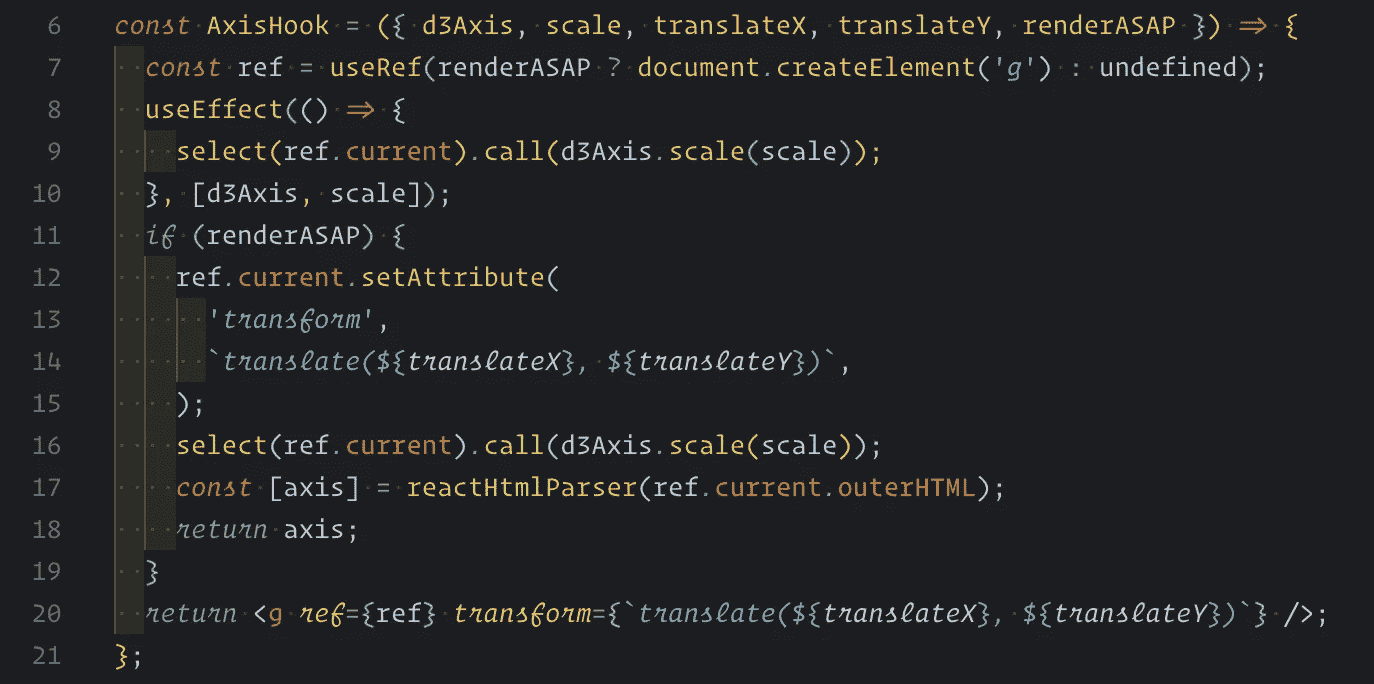 6 const AxisHook = ({ d3Axis, scale, translateX, translateY, renderASAP }) => {
7 const ref = useRef(renderASAP ? document.createElement('g') : undefined);
8 useEffect(() => {
9 select(ref.current).call(d3Axis.scale(scale));
10 }, [d3Axis, scale]);
11 if (renderASAP) {
12 ref.current.setAttribute(
13 'transform',
14 `translate(${translateX}, ${translateY})`,
15 );
16 select(ref.current).call(d3Axis.scale(scale));
17 const [axis] = reactHtmlParser(ref.current.outerHTML);
18 return axis;
19 }
20 return <g ref={ref} transform={`translate(${translateX}, ${translateY})`} />;
21 };